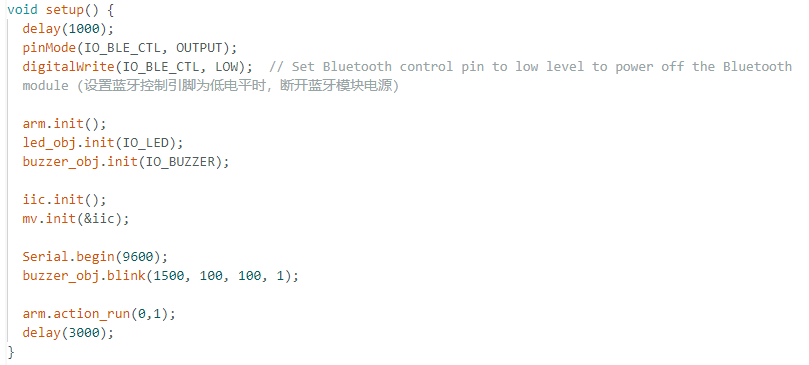 void setup() {
delay(1000);
pinMode(IO_BLE_CTL, OUTPUT);
digitalWrite(IO_BLE_CTL, LOW);  // Set Bluetooth control pin to low level to power off the Bluetooth
module (设置蓝牙控制引脚为低电平时，断开蓝牙模块电源)
arm.init();
led_obj.init(IO_LED);
buzzer_obj.init(IO_BUZZER);
iic.init();
mv.init(&iic);
Serial.begin(9600);
buzzer_obj.blink(1500, 100, 100, 1);
arm.action_run(0,1);
delay(3000);
}